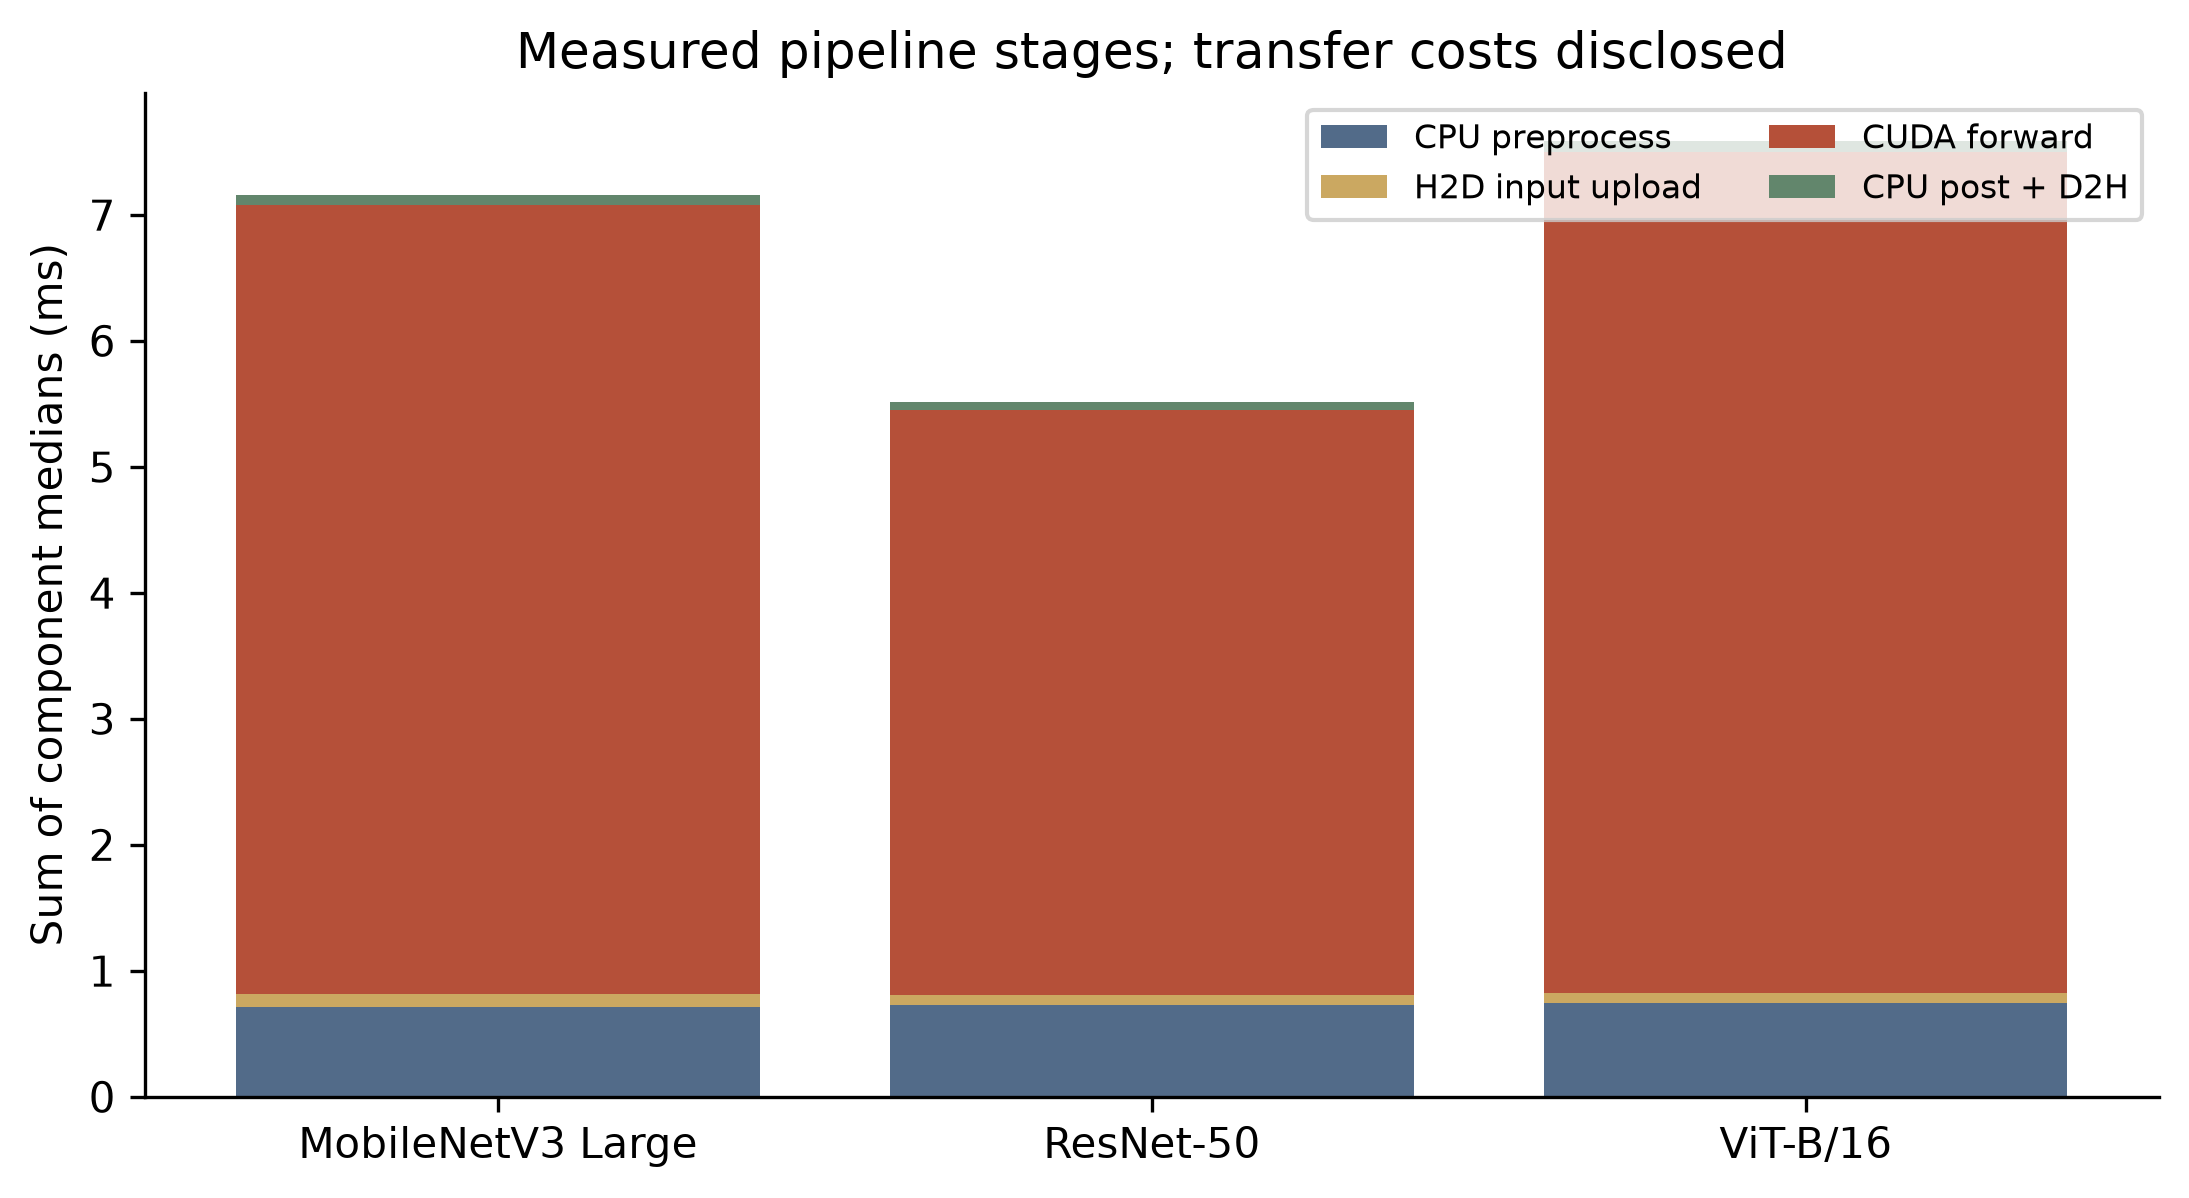 Measured pipeline stages; transfer costs disclosed
CPU preprocess
H2D input upload
CUDA forward
CPU post + D2H
Sum of component medians (ms)
7
6
5
4
3
2
1
0
MobileNetV3 Large
ResNet-50
ViT-B/16